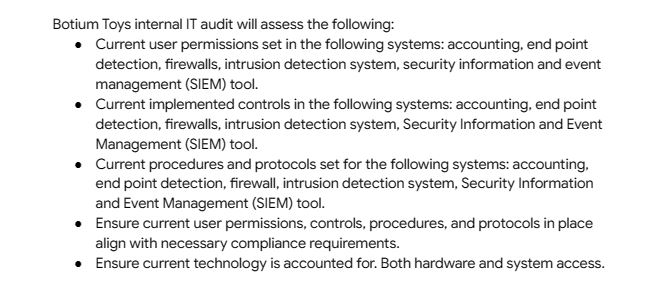 Botium Toys internal IT audit will assess the following:
● Current user permissions set in the following systems: accounting, end point
detection, firewalls, intrusion detection system, security information and event
management (SIEM) tool.
● Current implemented controls in the following systems: accounting, end point
detection, firewalls, intrusion detection system, Security Information and Event
Management (SIEM) tool.
● Current procedures and protocols set for the following systems: accounting,
end point detection, firewall, intrusion detection system, Security Information
and Event Management (SIEM) tool.
● Ensure current user permissions, controls, procedures, and protocols in place
align with necessary compliance requirements.
● Ensure current technology is accounted for. Both hardware and system access.